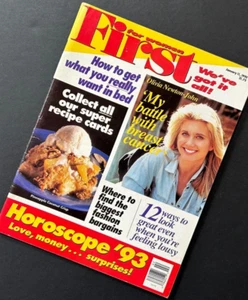 for women
First
We've
got it
all!
How to get
what you really
want in bed
Olivia Newton-John
'My
battle
with
breast
cancer'
Collect all
our super
recipe cards
Where to
find the
biggest
fashion
bargains
12 ways to
look
great even
when you're
feeling lousy
Horoscope '93
Love, money... surprises!